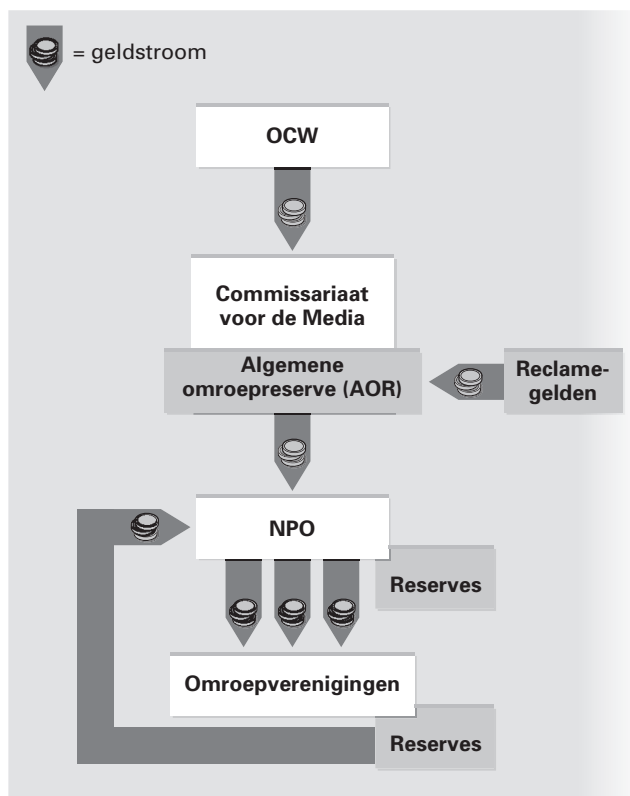 = geldstroom
OCW
Commissariaat
voor de Media
Algemene
omroepreserve (AOR)
Reclame-
gelden
NPO
Reserves
Omroepverenigingen
Reserves